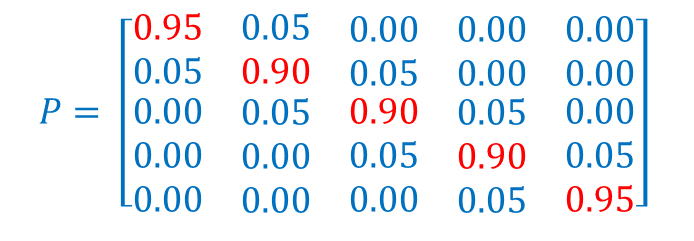 0.95 0.05 0.00 0.00 0.00
0.05 0.90 0.05 0.00 0.00
P = 0.00 0.05 0.90 0.05 0.00
0.00 0.00 0.05 0.90 0.05
0.00 0.00 0.00 0.05 0.95